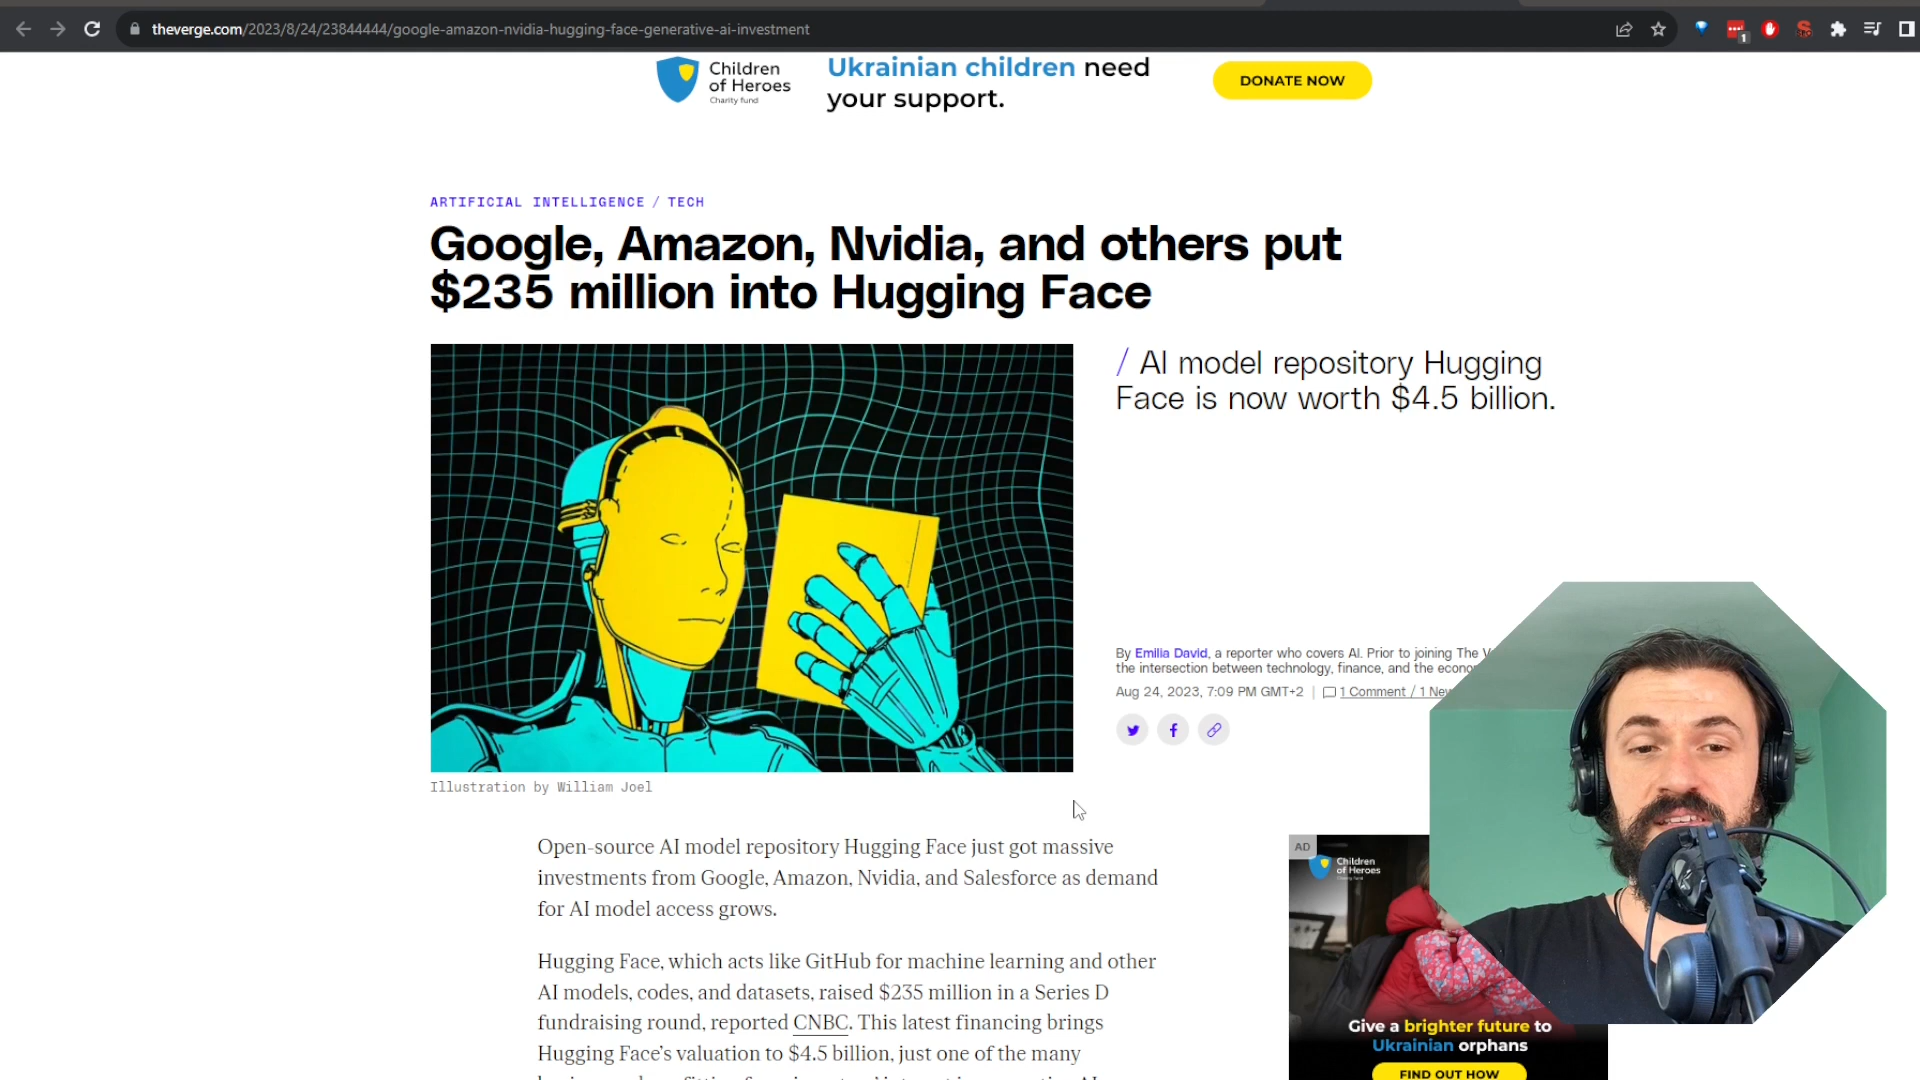 theverge.com/2023/8/24/23844444/google-amazon-nvidia-hugging-face-generative-ai-investment
1
Children
of Heroes
Charity fund
Ukrainian children need
your support.
DONATE NOW
ARTIFICIAL INTELLIGENCE / TECH
Google, Amazon, Nvidia, and others put
$235 million into Hugging Face
/ AI model repository Hugging
Face is now worth $4.5 billion.
By Emilia David, a reporter who covers AI. Prior to joining The
the intersection between technology, finance, and the
Aug 24, 2023, 7:09 PM GMT+2 | 1 Comment / 1
Illustration by William Joel
Open-source AI model repository Hugging Face just got massive
investments from Google, Amazon, Nvidia, and Salesforce as demand
for AI model access grows.
Hugging Face, which acts like GitHub for machine learning and other
AI models, codes, and datasets, raised $235 million in a Series D
fundraising round, reported CNBC. This latest financing brings
Hugging Face's valuation to $4.5 billion, just one of the many
AD
Children
of Heroes
Give a brighter future to
Ukrainian orphans
FIND OUT HOW